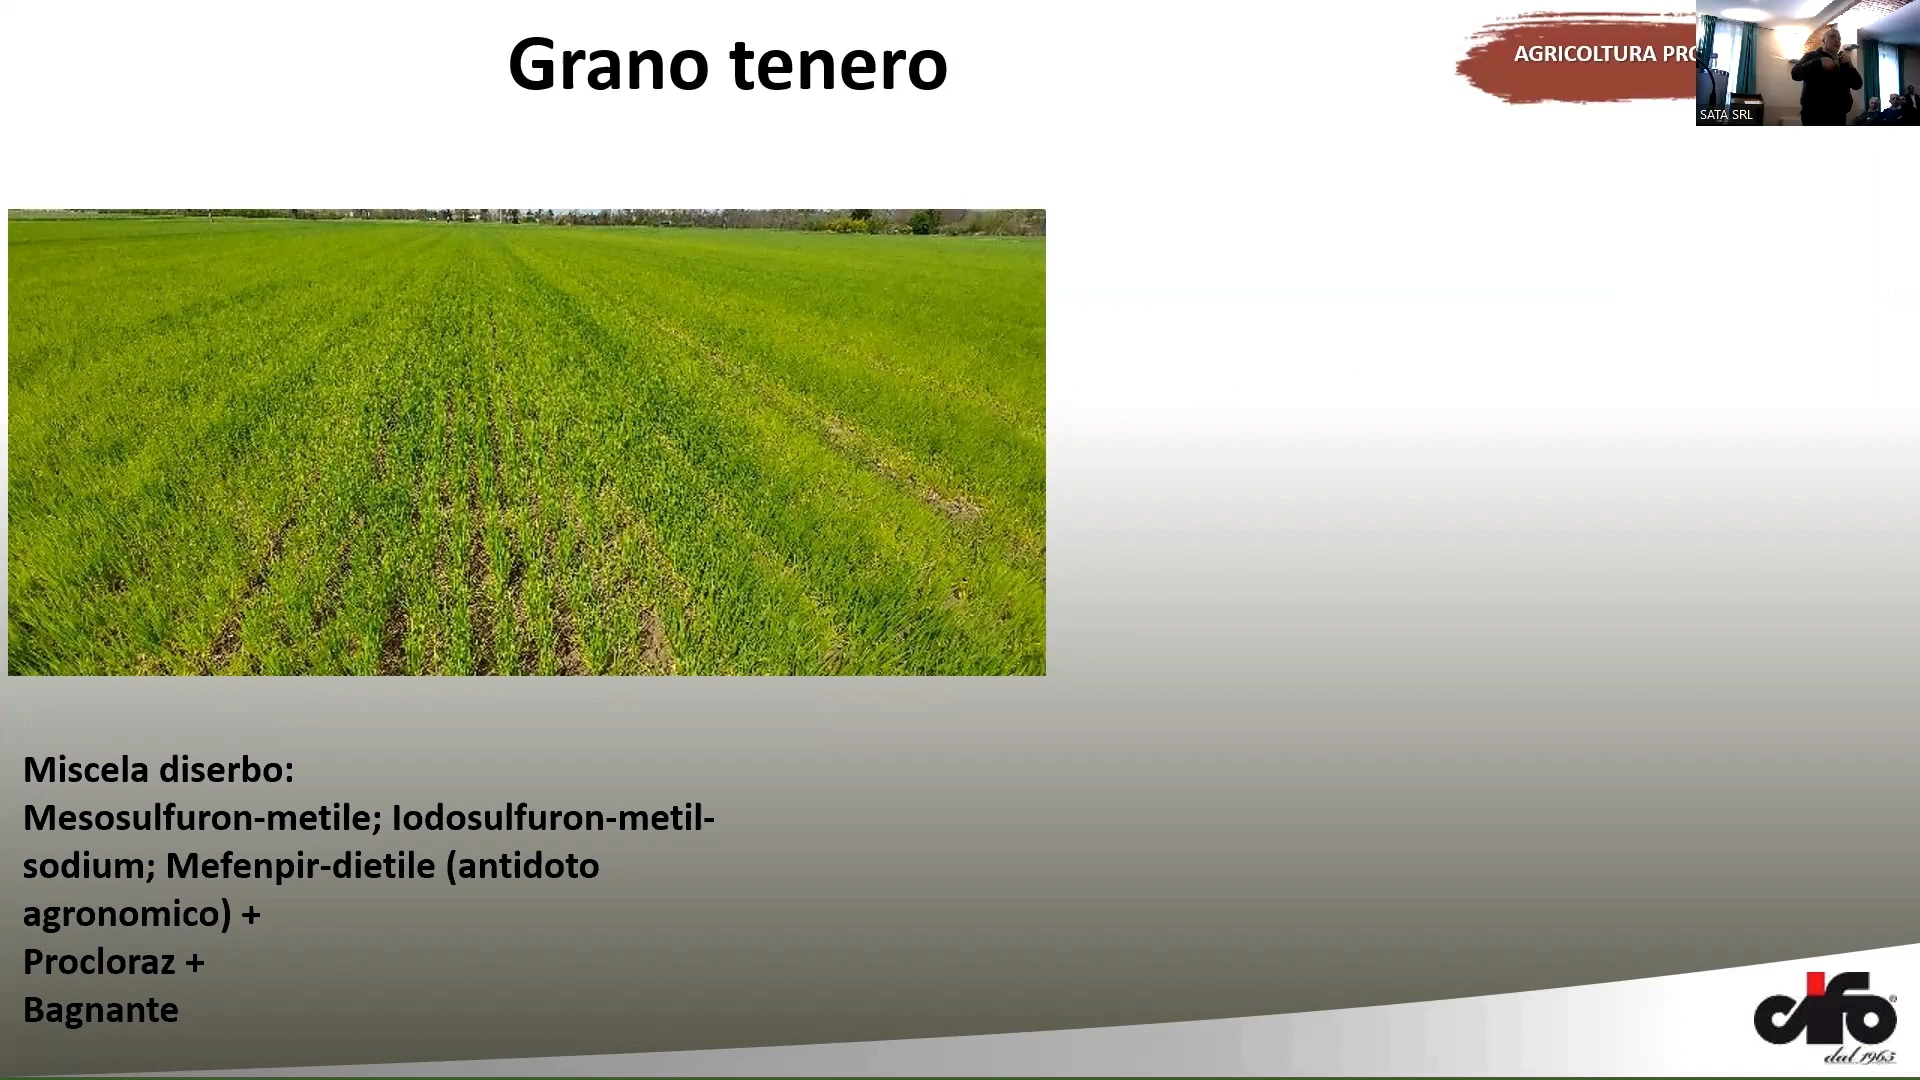 Grano tenero
AGRICOLTURA PRO
SATA SRL
Miscela diserbo:
Mesosulfuron-metile; Iodosulfuron-metil-
sodium; Mefenpir-dietile (antidoto
agronomico) +
Procloraz +
Bagnante
cifo®
dal 1965